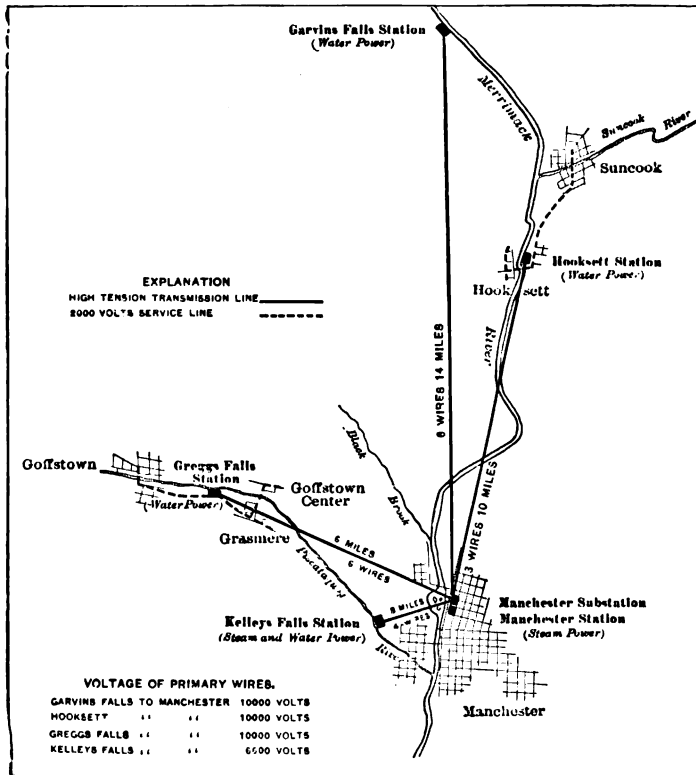 Garvins Falls Station
(Water Power)
Merrimack
Suncook River
Suncook
Hooksett Station
(Water Power)
Hooksett
River
EXPLANATION
HIGH TENSION TRANSMISSION LINE
2000 VOLTS SERVICE LINE
6 WIRES 14 MILES
3 WIRES 10 MILES
Black
Brook
Goffstown
Greggs Falls
Station
(Water Power)
Goffstown
Center
Grasmere
6 MILES
6 WIRES
MILES
WIRES
River
Kelleys Falls Station
(Steam and Water Power)
Manchester Substation
Manchester Station
(Steam Power)
Manchester
VOLTAGE OF PRIMARY WIRES.
GARVINS FALLS TO MANCHESTER 10000 VOLTS
HOOKSETT " " 10000 VOLTS
GREGGS FALLS " " 10000 VOLTS
KELLEYS FALLS " " 6600 VOLTS